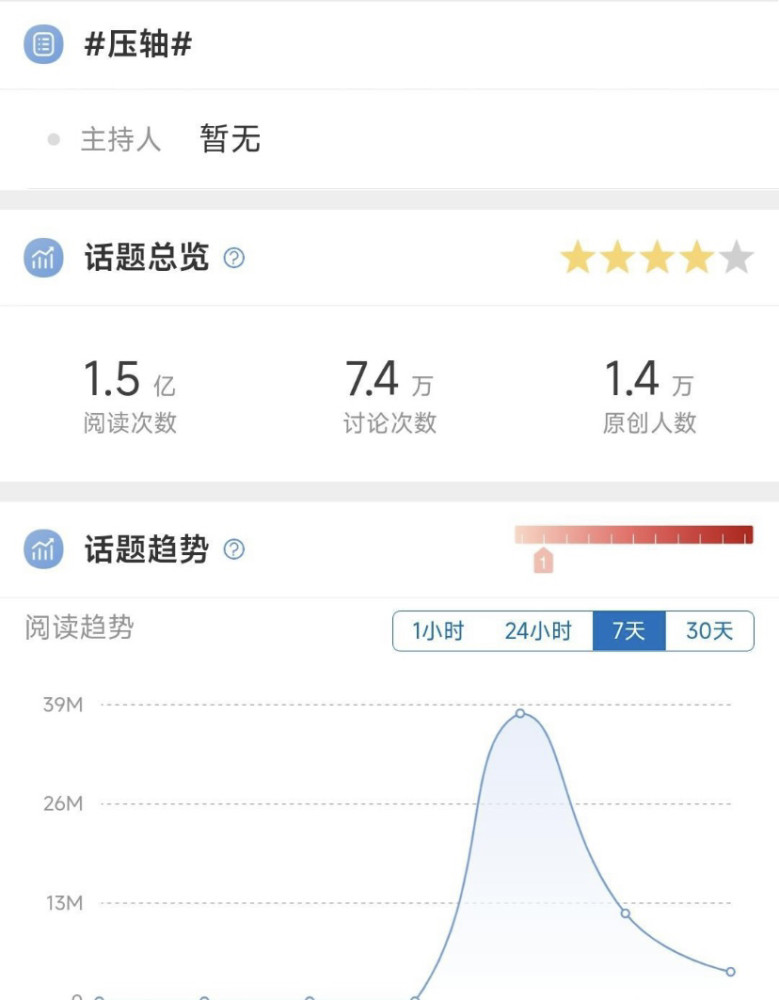 #压轴#
主持人 暂无
话题总览 ?
1.5亿 7.4万 1.4万
阅读次数 讨论次数 原创人数
话题趋势 ?
1
阅读趋势 1小时 24小时 7天 30天
39M
26M
13M